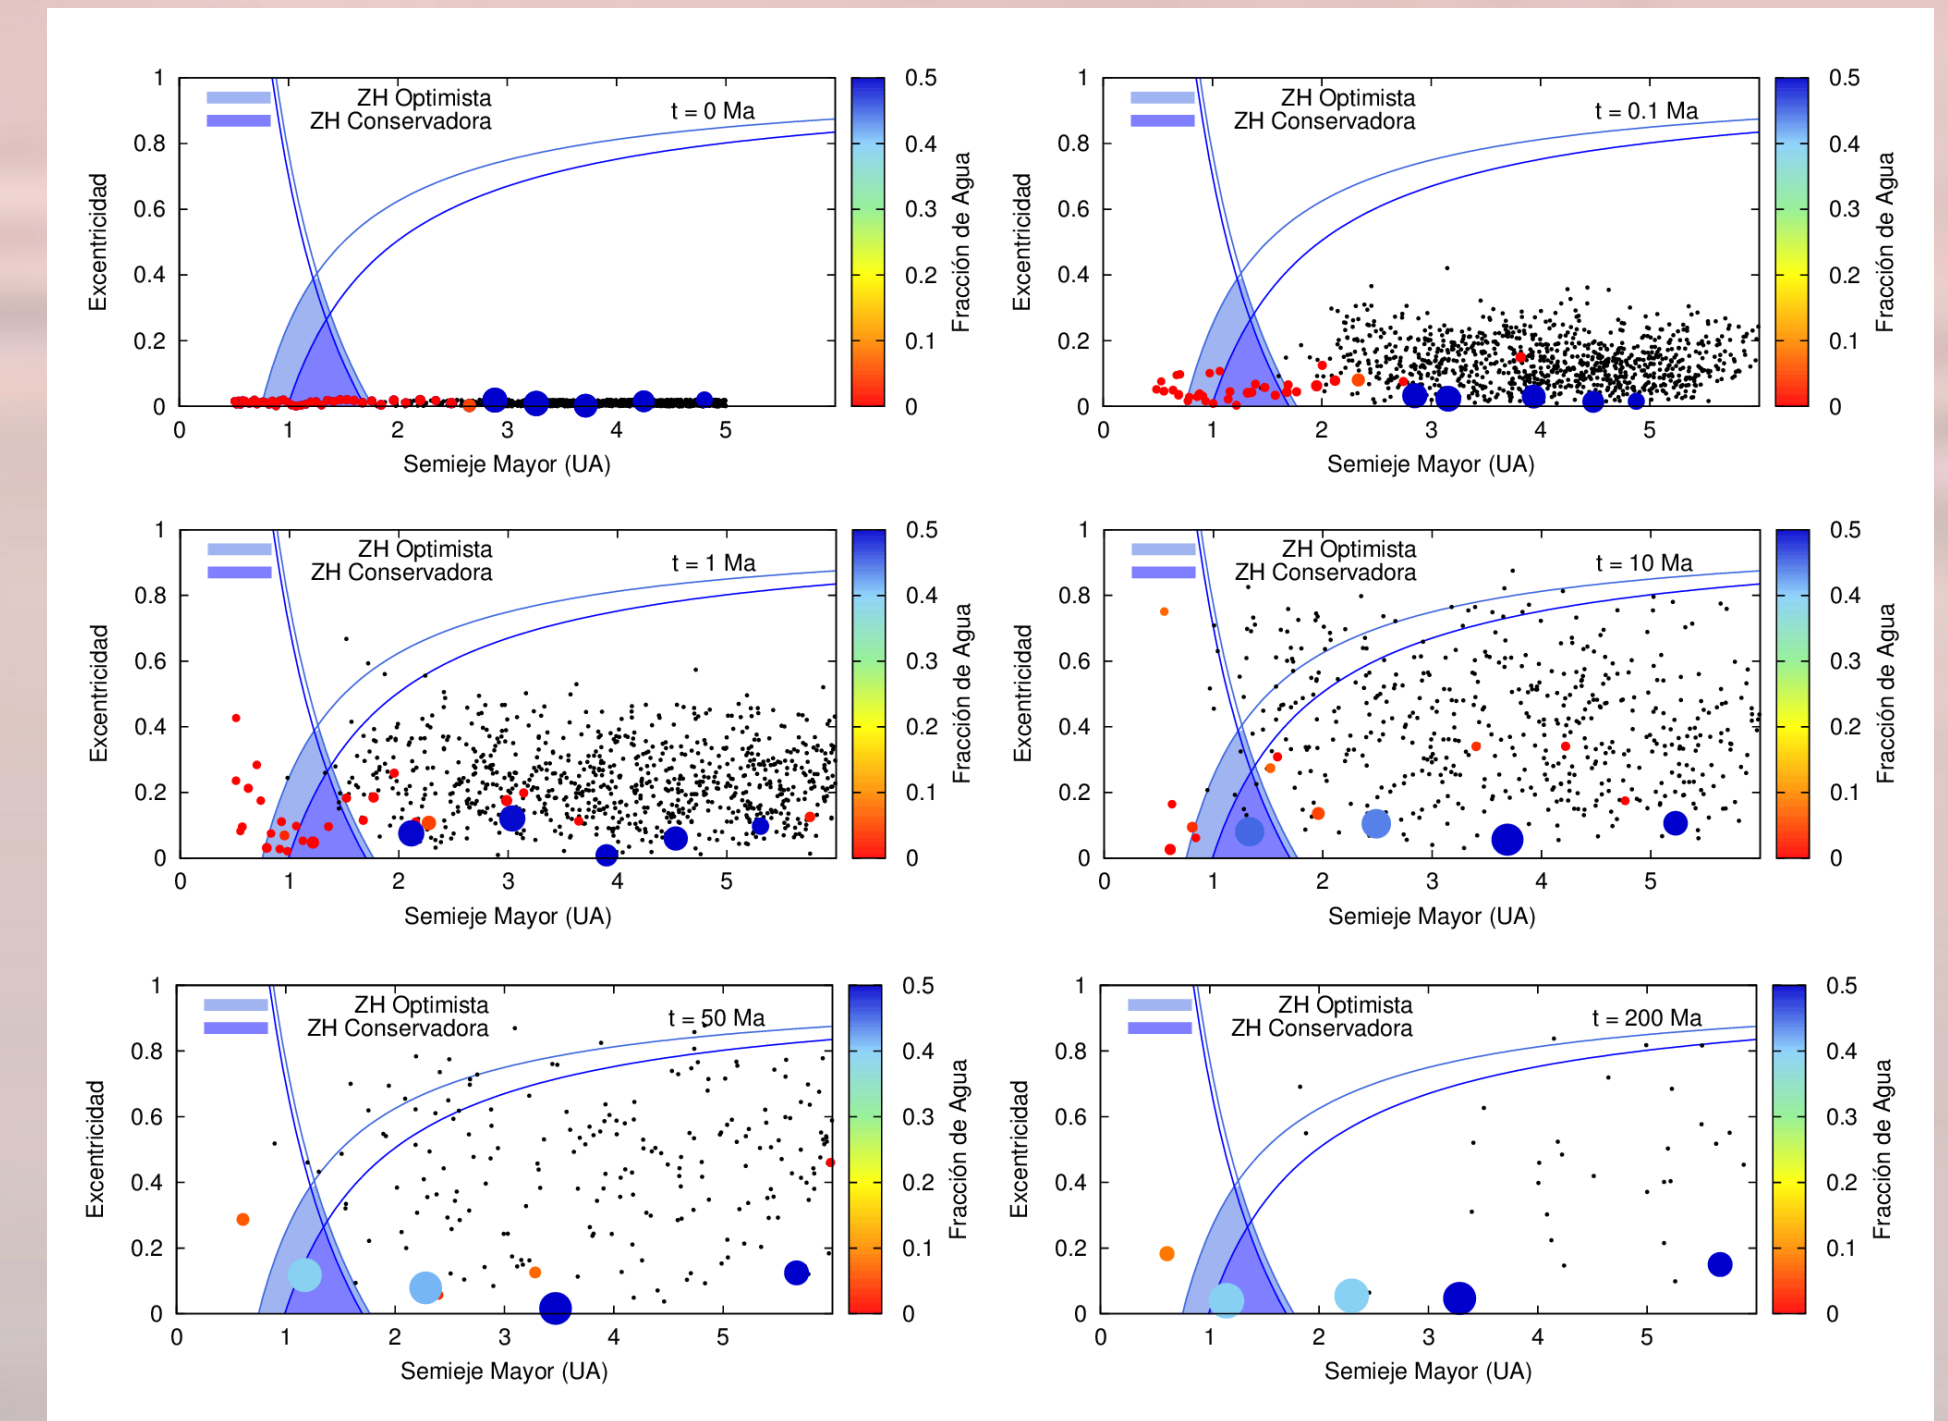 1
0.8
0.6
0.4
0.2
0
Excentricidad
ZH Optimista
ZH Conservadora
t = 0 Ma
0 1 2 3 4 5
Semieje Mayor (UA)
0.5
0.4
0.3
0.2
0.1
0
Fracción de Agua
1
0.8
0.6
0.4
0.2
0
Excentricidad
ZH Optimista
ZH Conservadora
t = 0.1 Ma
0 1 2 3 4 5
Semieje Mayor (UA)
0.5
0.4
0.3
0.2
0.1
0
Fracción de Agua
1
0.8
0.6
0.4
0.2
0
Excentricidad
ZH Optimista
ZH Conservadora
t = 1 Ma
0 1 2 3 4 5
Semieje Mayor (UA)
0.5
0.4
0.3
0.2
0.1
0
Fracción de Agua
1
0.8
0.6
0.4
0.2
0
Excentricidad
ZH Optimista
ZH Conservadora
t = 10 Ma
0 1 2 3 4 5
Semieje Mayor (UA)
0.5
0.4
0.3
0.2
0.1
0
Fracción de Agua
1
0.8
0.6
0.4
0.2
0
Excentricidad
ZH Optimista
ZH Conservadora
t = 50 Ma
0 1 2 3 4 5
Semieje Mayor (UA)
0.5
0.4
0.3
0.2
0.1
0
Fracción de Agua
1
0.8
0.6
0.4
0.2
0
Excentricidad
ZH Optimista
ZH Conservadora
t = 200 Ma
0 1 2 3 4 5
Semieje Mayor (UA)
0.5
0.4
0.3
0.2
0.1
0
Fracción de Agua